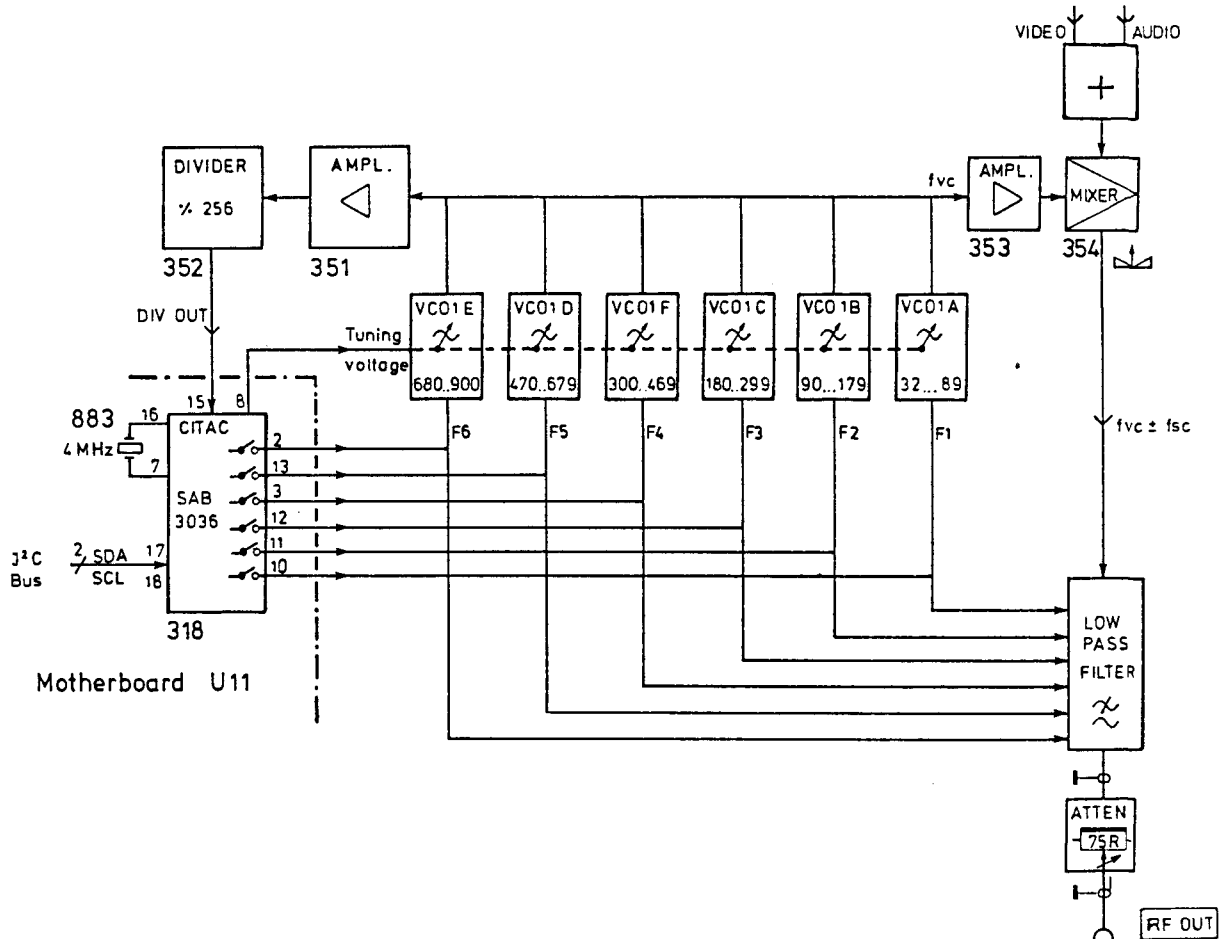 VIDEO
AUDIO
+
DIVIDER
% 256
352
AMPL.
351
fvc
AMPL.
353
MIXER
354
DIV OUT
Tuning
voltage
VCO1E
680..900
VCO1D
470..679
VCO1F
300..469
VCO1C
180..299
VCO1B
90...179
VCO1A
32...89
F6
F5
F4
F3
F2
F1
fvc ± fsc
883
4MHz
16
7
15
8
CITAC
SAB
3036
2
13
3
12
11
10
I²C
Bus
2
SDA
SCL
17
18
318
Motherboard U11
LOW
PASS
FILTER
ATTEN
75R
RF OUT